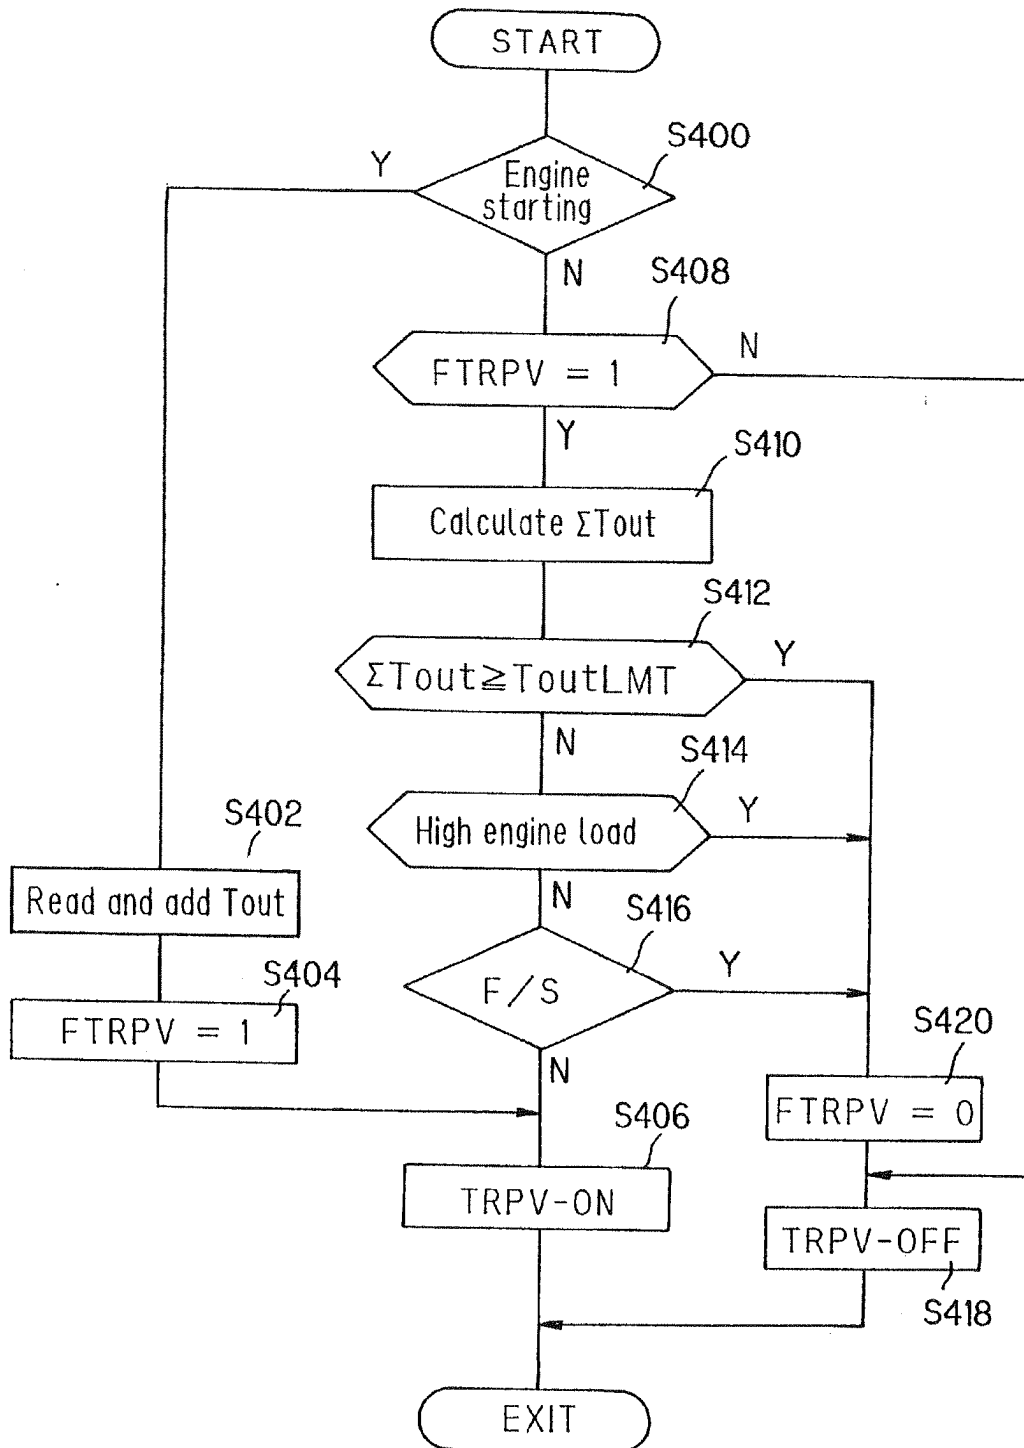 START
S400
Y
Engine
starting
N
S408
FTRPV = 1
N
Y
S410
Calculate ΣTout
S412
ΣTout≧ToutLMT
Y
N
S414
High engine load
Y
S402
Read and add Tout
N
S416
S404
FTRPV = 1
F/S
Y
S420
FTRPV = 0
N
S406
TRPV-ON
TRPV-OFF
S418
EXIT